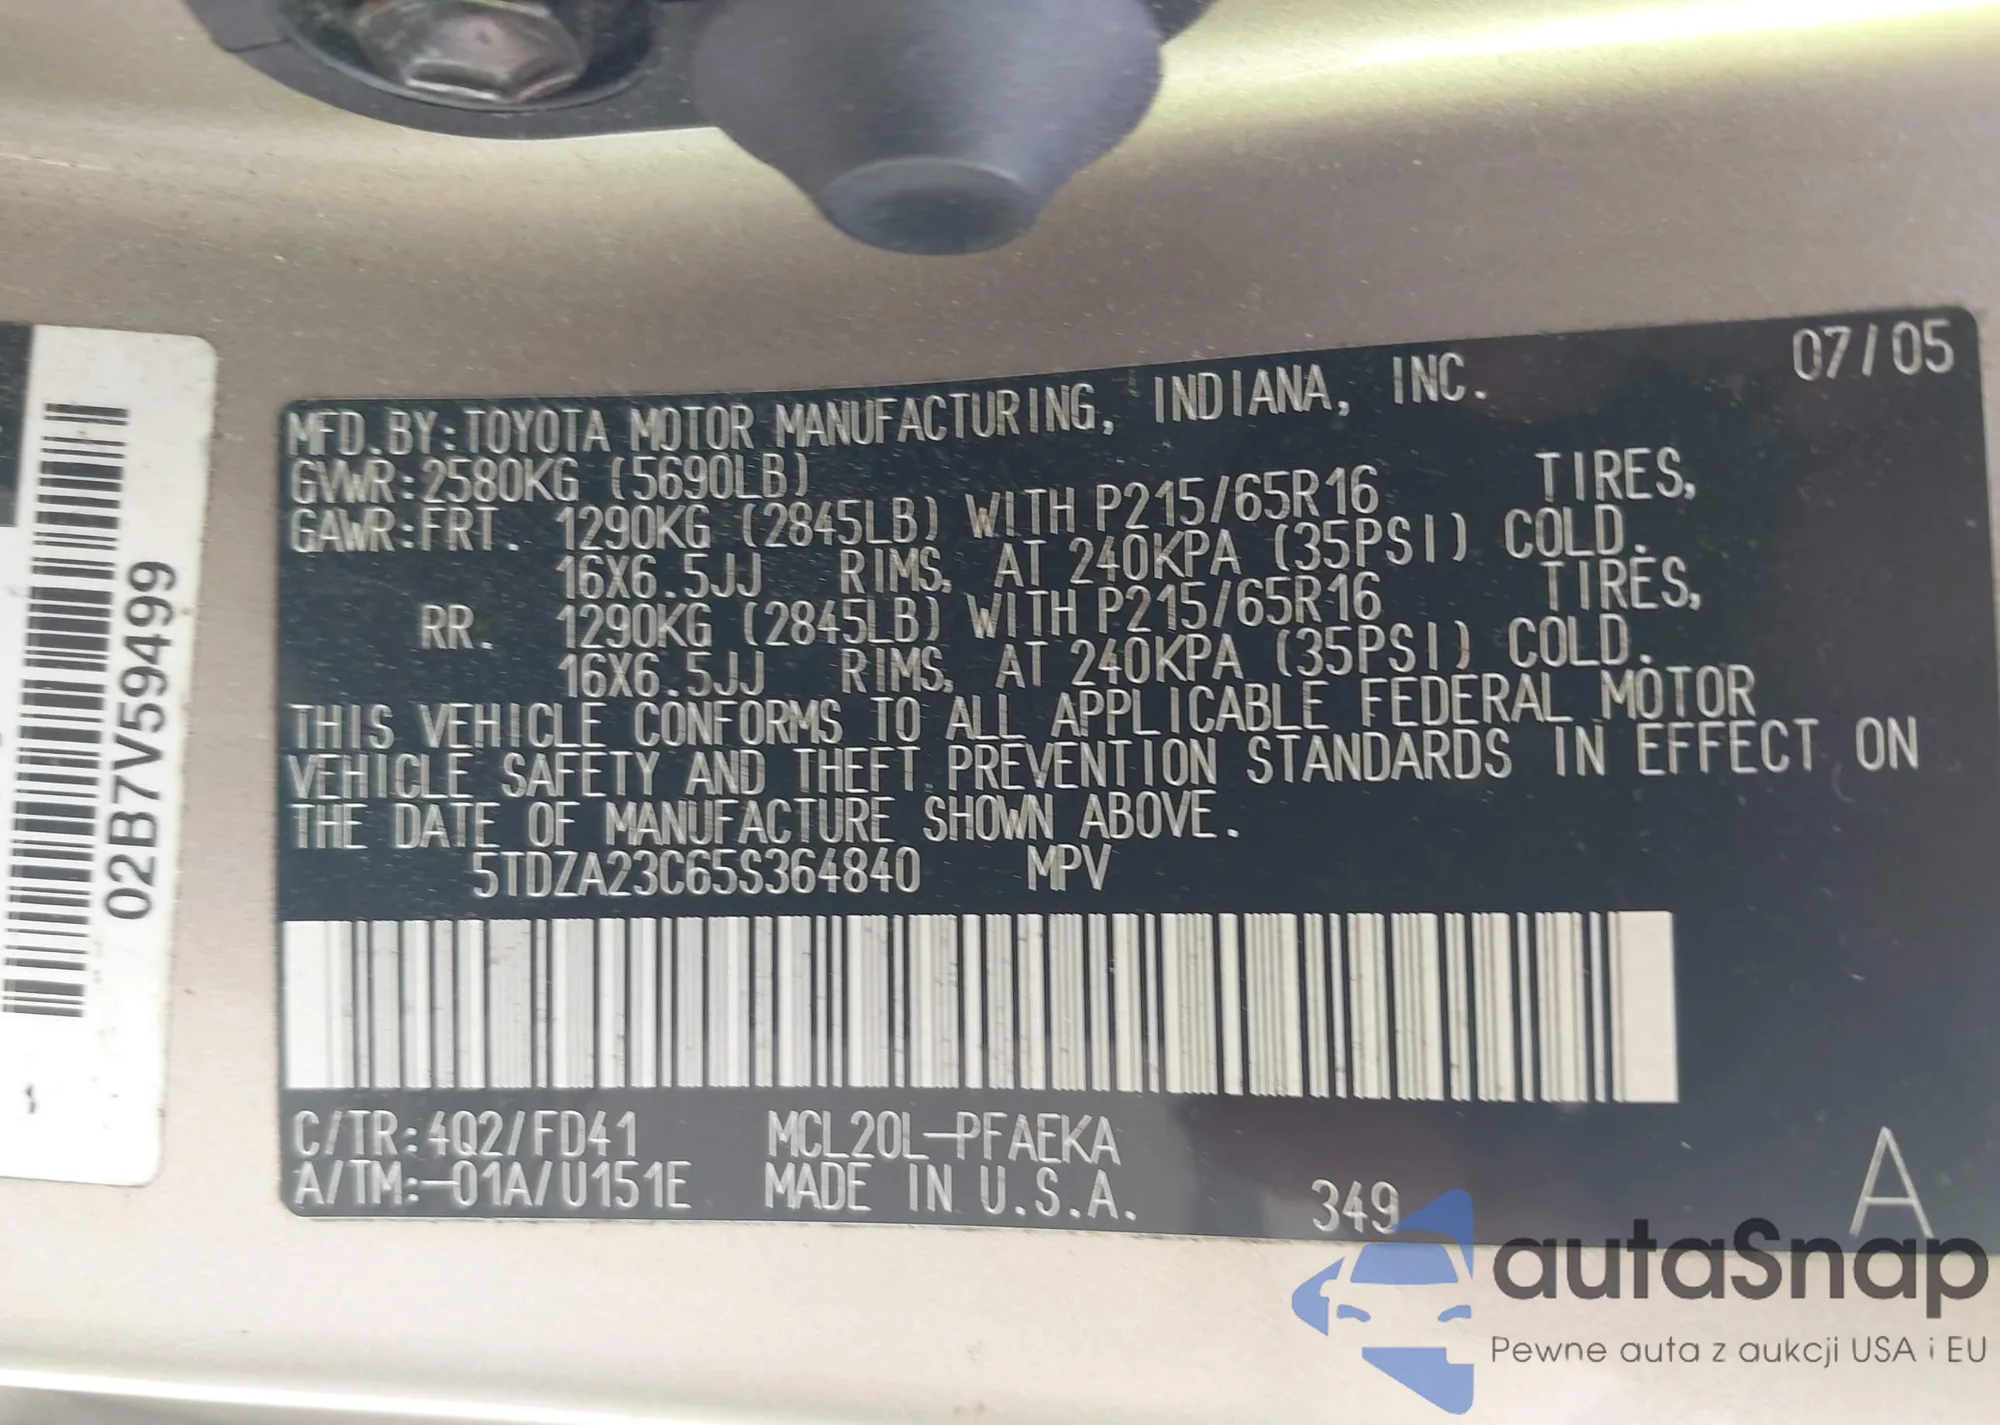 07/05
MFD.BY:TOYOTA MOTOR MANUFACTURING, INDIANA, INC.
GVWR:2580KG (5690LB)
GAWR:FRT. 1290KG (2845LB) WITH P215/65R16 TIRES,
16X6.5JJ RIMS, AT 240KPA (35PSI) COLD.
RR. 1290KG (2845LB) WITH P215/65R16 TIRES,
16X6.5JJ RIMS, AT 240KPA (35PSI) COLD.
THIS VEHICLE CONFORMS TO ALL APPLICABLE FEDERAL MOTOR
VEHICLE SAFETY AND THEFT PREVENTION STANDARDS IN EFFECT ON
THE DATE OF MANUFACTURE SHOWN ABOVE.
5TDZA23C65S364840 MPV
C/TR:4Q2/FD41 MCL20L-PFAEKA
A/TM:-01A/U151E MADE IN U.S.A.
349 A
02B7V59499
autaSnap
Pewne auta z aukcji USA i EU